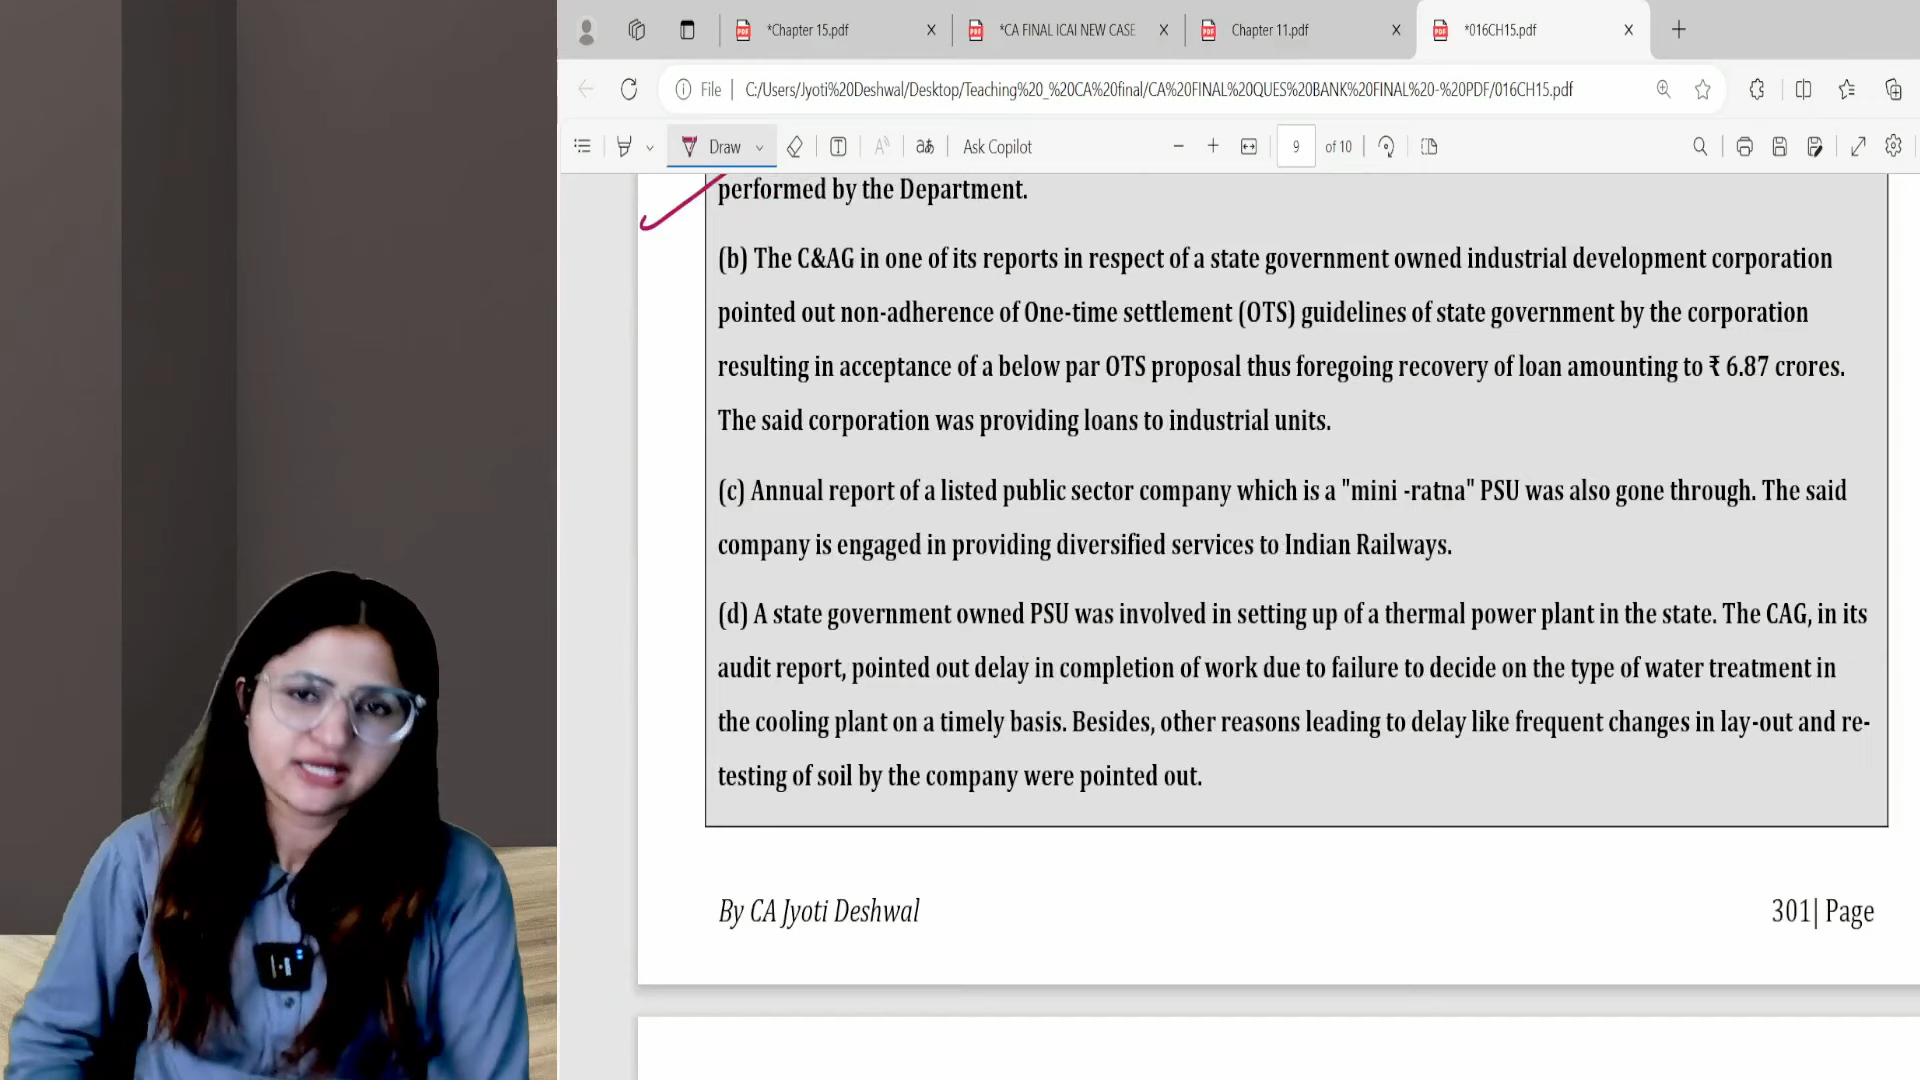 *Chapter 15.pdf
*CA FINAL ICAI NEW CASE
Chapter 11.pdf
*016CH15.pdf
File
C:/Users/Jyoti%20Deshwal/Desktop/Teaching%20_%20CA%20final/CA%20FINAL%20QUES%20BANK%20FINAL%20-%20PDF/016CH15.pdf
Draw
Ask Copilot
9 of 10
performed by the Department.
(b) The C&AG in one of its reports in respect of a state government owned industrial development corporation
pointed out non-adherence of One-time settlement (OTS) guidelines of state government by the corporation
resulting in acceptance of a below par OTS proposal thus foregoing recovery of loan amounting to ₹ 6.87 crores.
The said corporation was providing loans to industrial units.
(c) Annual report of a listed public sector company which is a "mini -ratna" PSU was also gone through. The said
company is engaged in providing diversified services to Indian Railways.
(d) A state government owned PSU was involved in setting up of a thermal power plant in the state. The CAG, in its
audit report, pointed out delay in completion of work due to failure to decide on the type of water treatment in
the cooling plant on a timely basis. Besides, other reasons leading to delay like frequent changes in lay-out and re-
testing of soil by the company were pointed out.
By CA Jyoti Deshwal
301| Page